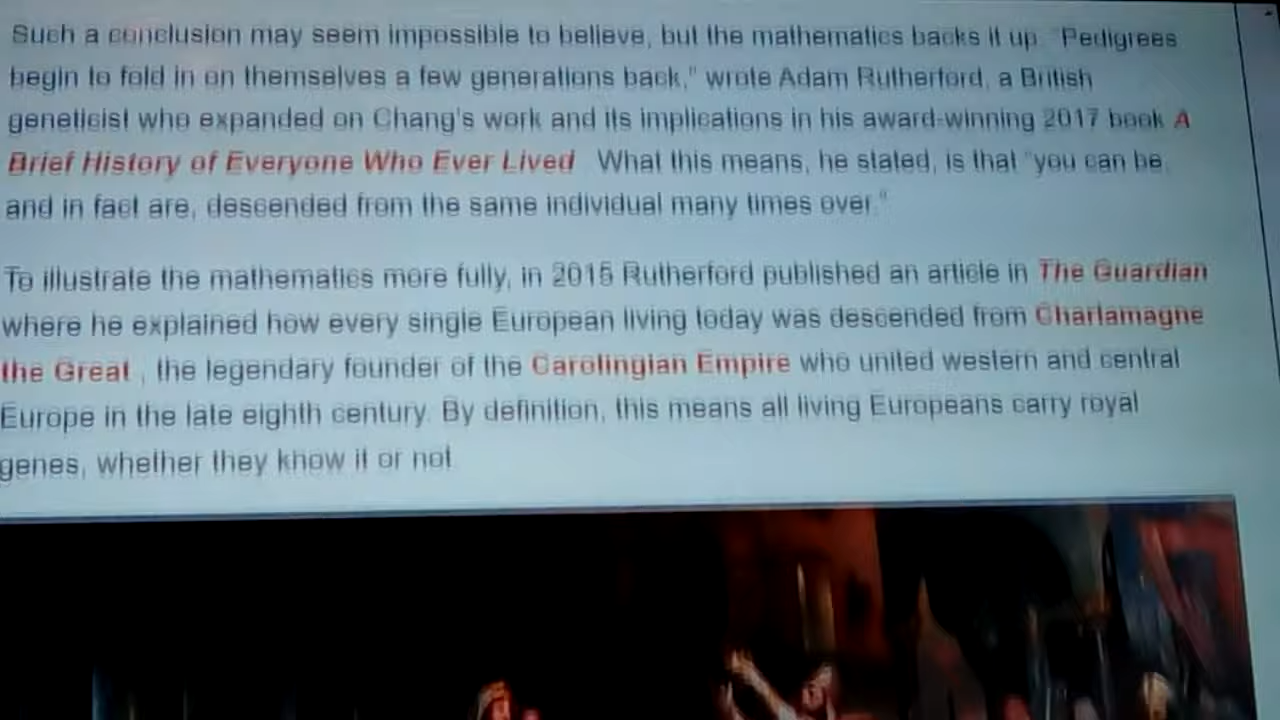 Such a conclusion may seem impossible to believe, but the mathematics backs it up. "Pedigrees
begin to fold in on themselves a few generations back," wrote Adam Rutherford, a British
geneticist who expanded on Chang's work and its implications in his award-winning 2017 book A
Brief History of Everyone Who Ever Lived. What this means, he stated, is that "you can be,
and in fact are, descended from the same individual many times over."
To illustrate the mathematics more fully, in 2015 Rutherford published an article in The Guardian
where he explained how every single European living today was descended from Charlamagne
the Great, the legendary founder of the Carolingian Empire who united western and central
Europe in the late eighth century. By definition, this means all living Europeans carry royal
genes, whether they know it or not.